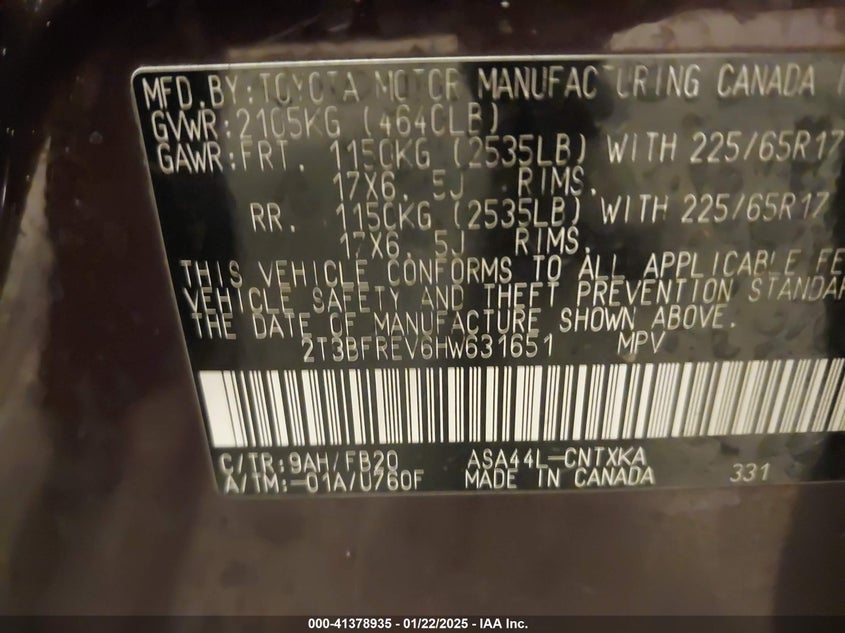 MFD.BY:TOYOTA MOTOR MANUFACTURING CANADA
GVWR:2105KG (4640LB)
GAWR:FRT. 1150KG (2535LB) WITH 225/65R17
17X6.5J RIMS.
RR. 1150KG (2535LB) WITH 225/65R17
17X6.5J RIMS.
THIS VEHICLE CONFORMS TO ALL APPLICABLE FE
VEHICLE SAFETY AND THEFT PREVENTION STANDAR
THE DATE OF MANUFACTURE SHOWN ABOVE.
2T3BFREV6HW631651 MPV
C/TR:9AH/FB20 ASA44L-CNTXKA
A/TM:-01A/U760F MADE IN CANADA 331
000-41378935 - 01/22/2025 - IAA Inc.